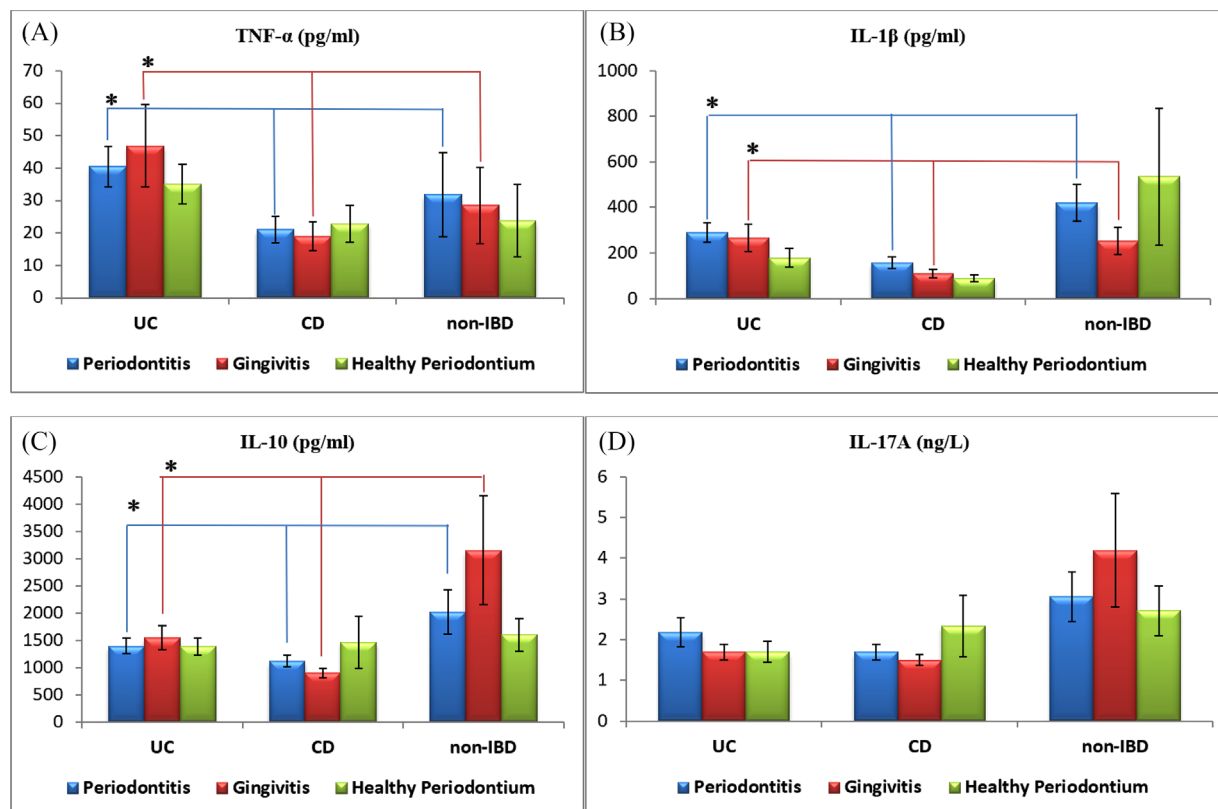 (A)
TNF-α (pg/ml)
70
60
50
40
30
20
10
0
*
*
UC CD non-IBD
Periodontitis Gingivitis Healthy Periodontium
(B)
IL-1β (pg/ml)
1000
800
600
400
200
0
*
*
UC CD non-IBD
Periodontitis Gingivitis Healthy Periodontium
(C)
IL-10 (pg/ml)
4500
4000
3500
3000
2500
2000
1500
1000
500
0
*
*
UC CD non-IBD
Periodontitis Gingivitis Healthy Periodontium
(D)
IL-17A (ng/L)
6
5
4
3
2
1
0
UC CD non-IBD
Periodontitis Gingivitis Healthy Periodontium